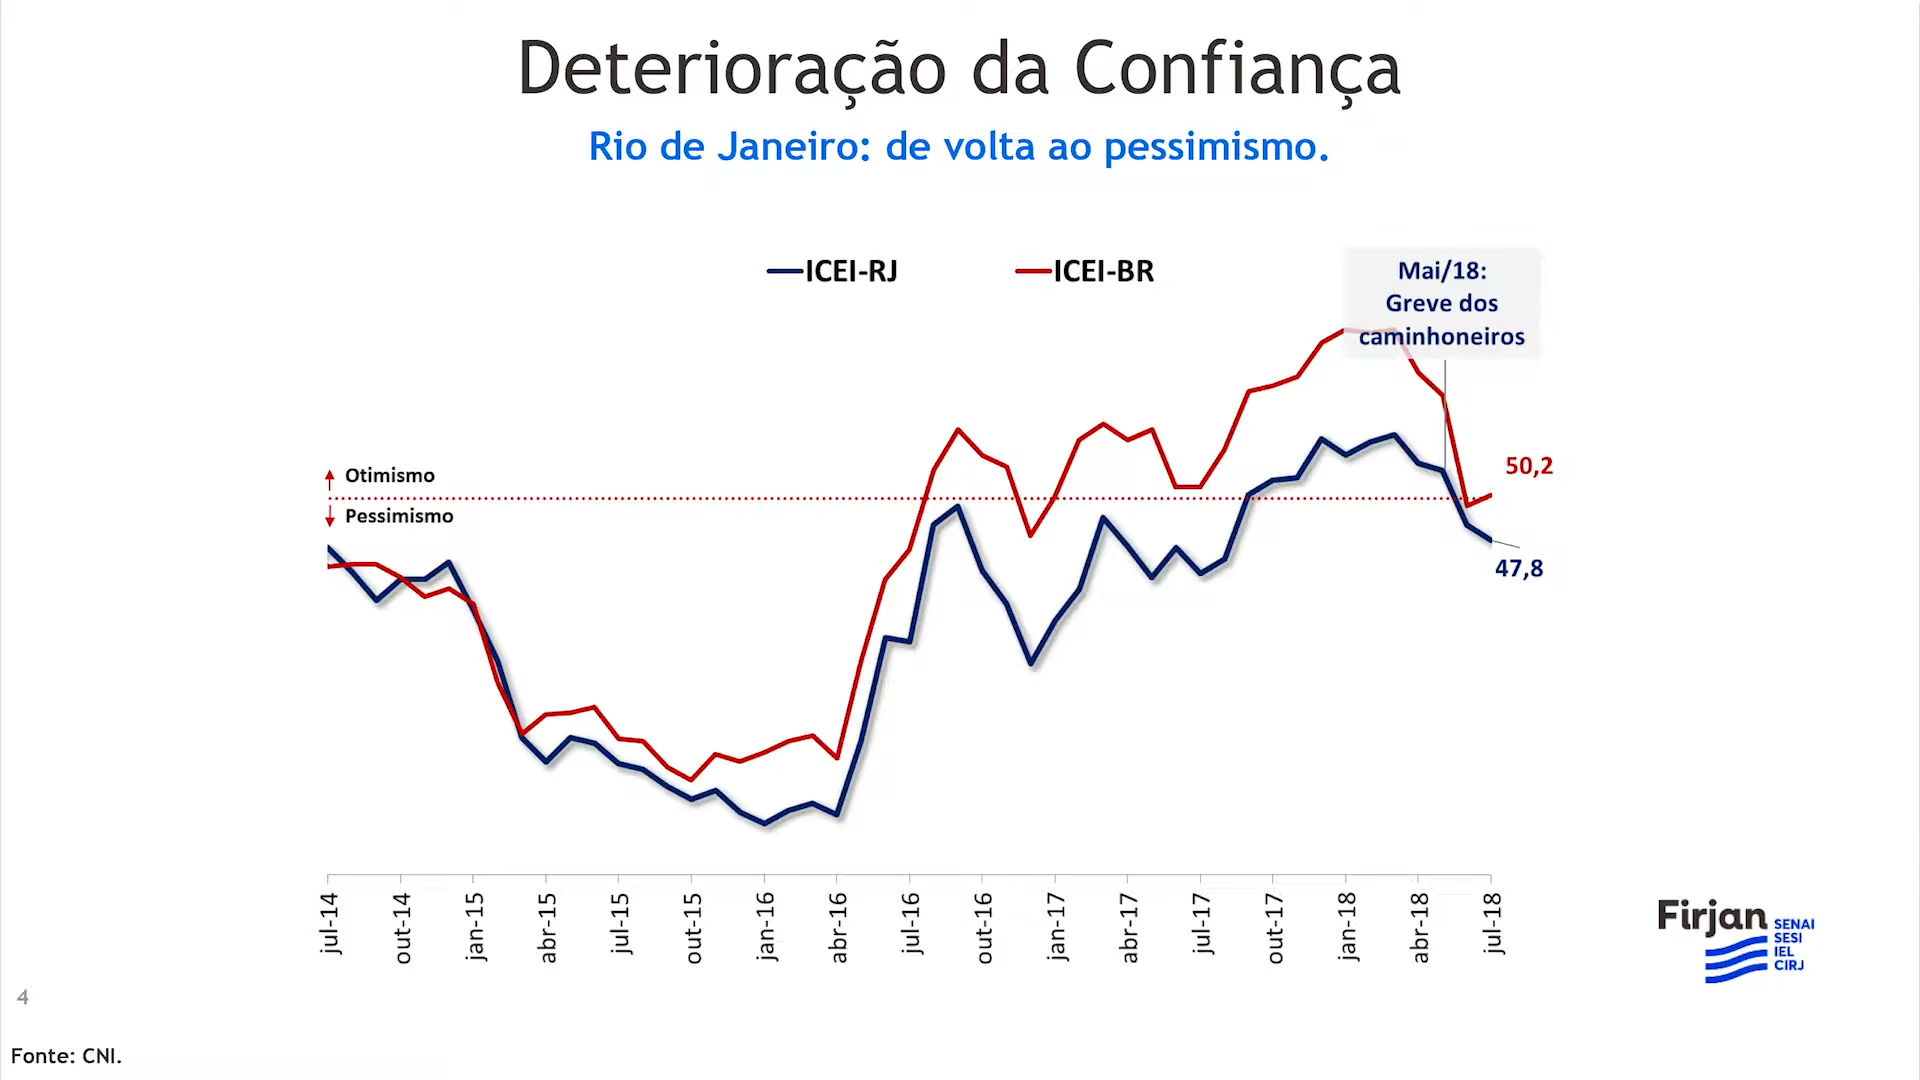 Deterioração da Confiança
Rio de Janeiro: de volta ao pessimismo.
ICEI-RJ
ICEI-BR
Mai/18:
Greve dos
caminhoneiros
Otimismo
Pessimismo
50,2
47,8
jul-14
out-14
jan-15
abr-15
jul-15
out-15
jan-16
abr-16
jul-16
out-16
jan-17
abr-17
jul-17
out-17
jan-18
abr-18
jul-18
Firjan
SENAI
SESI
IEL
CIRJ
4
Fonte: CNI.